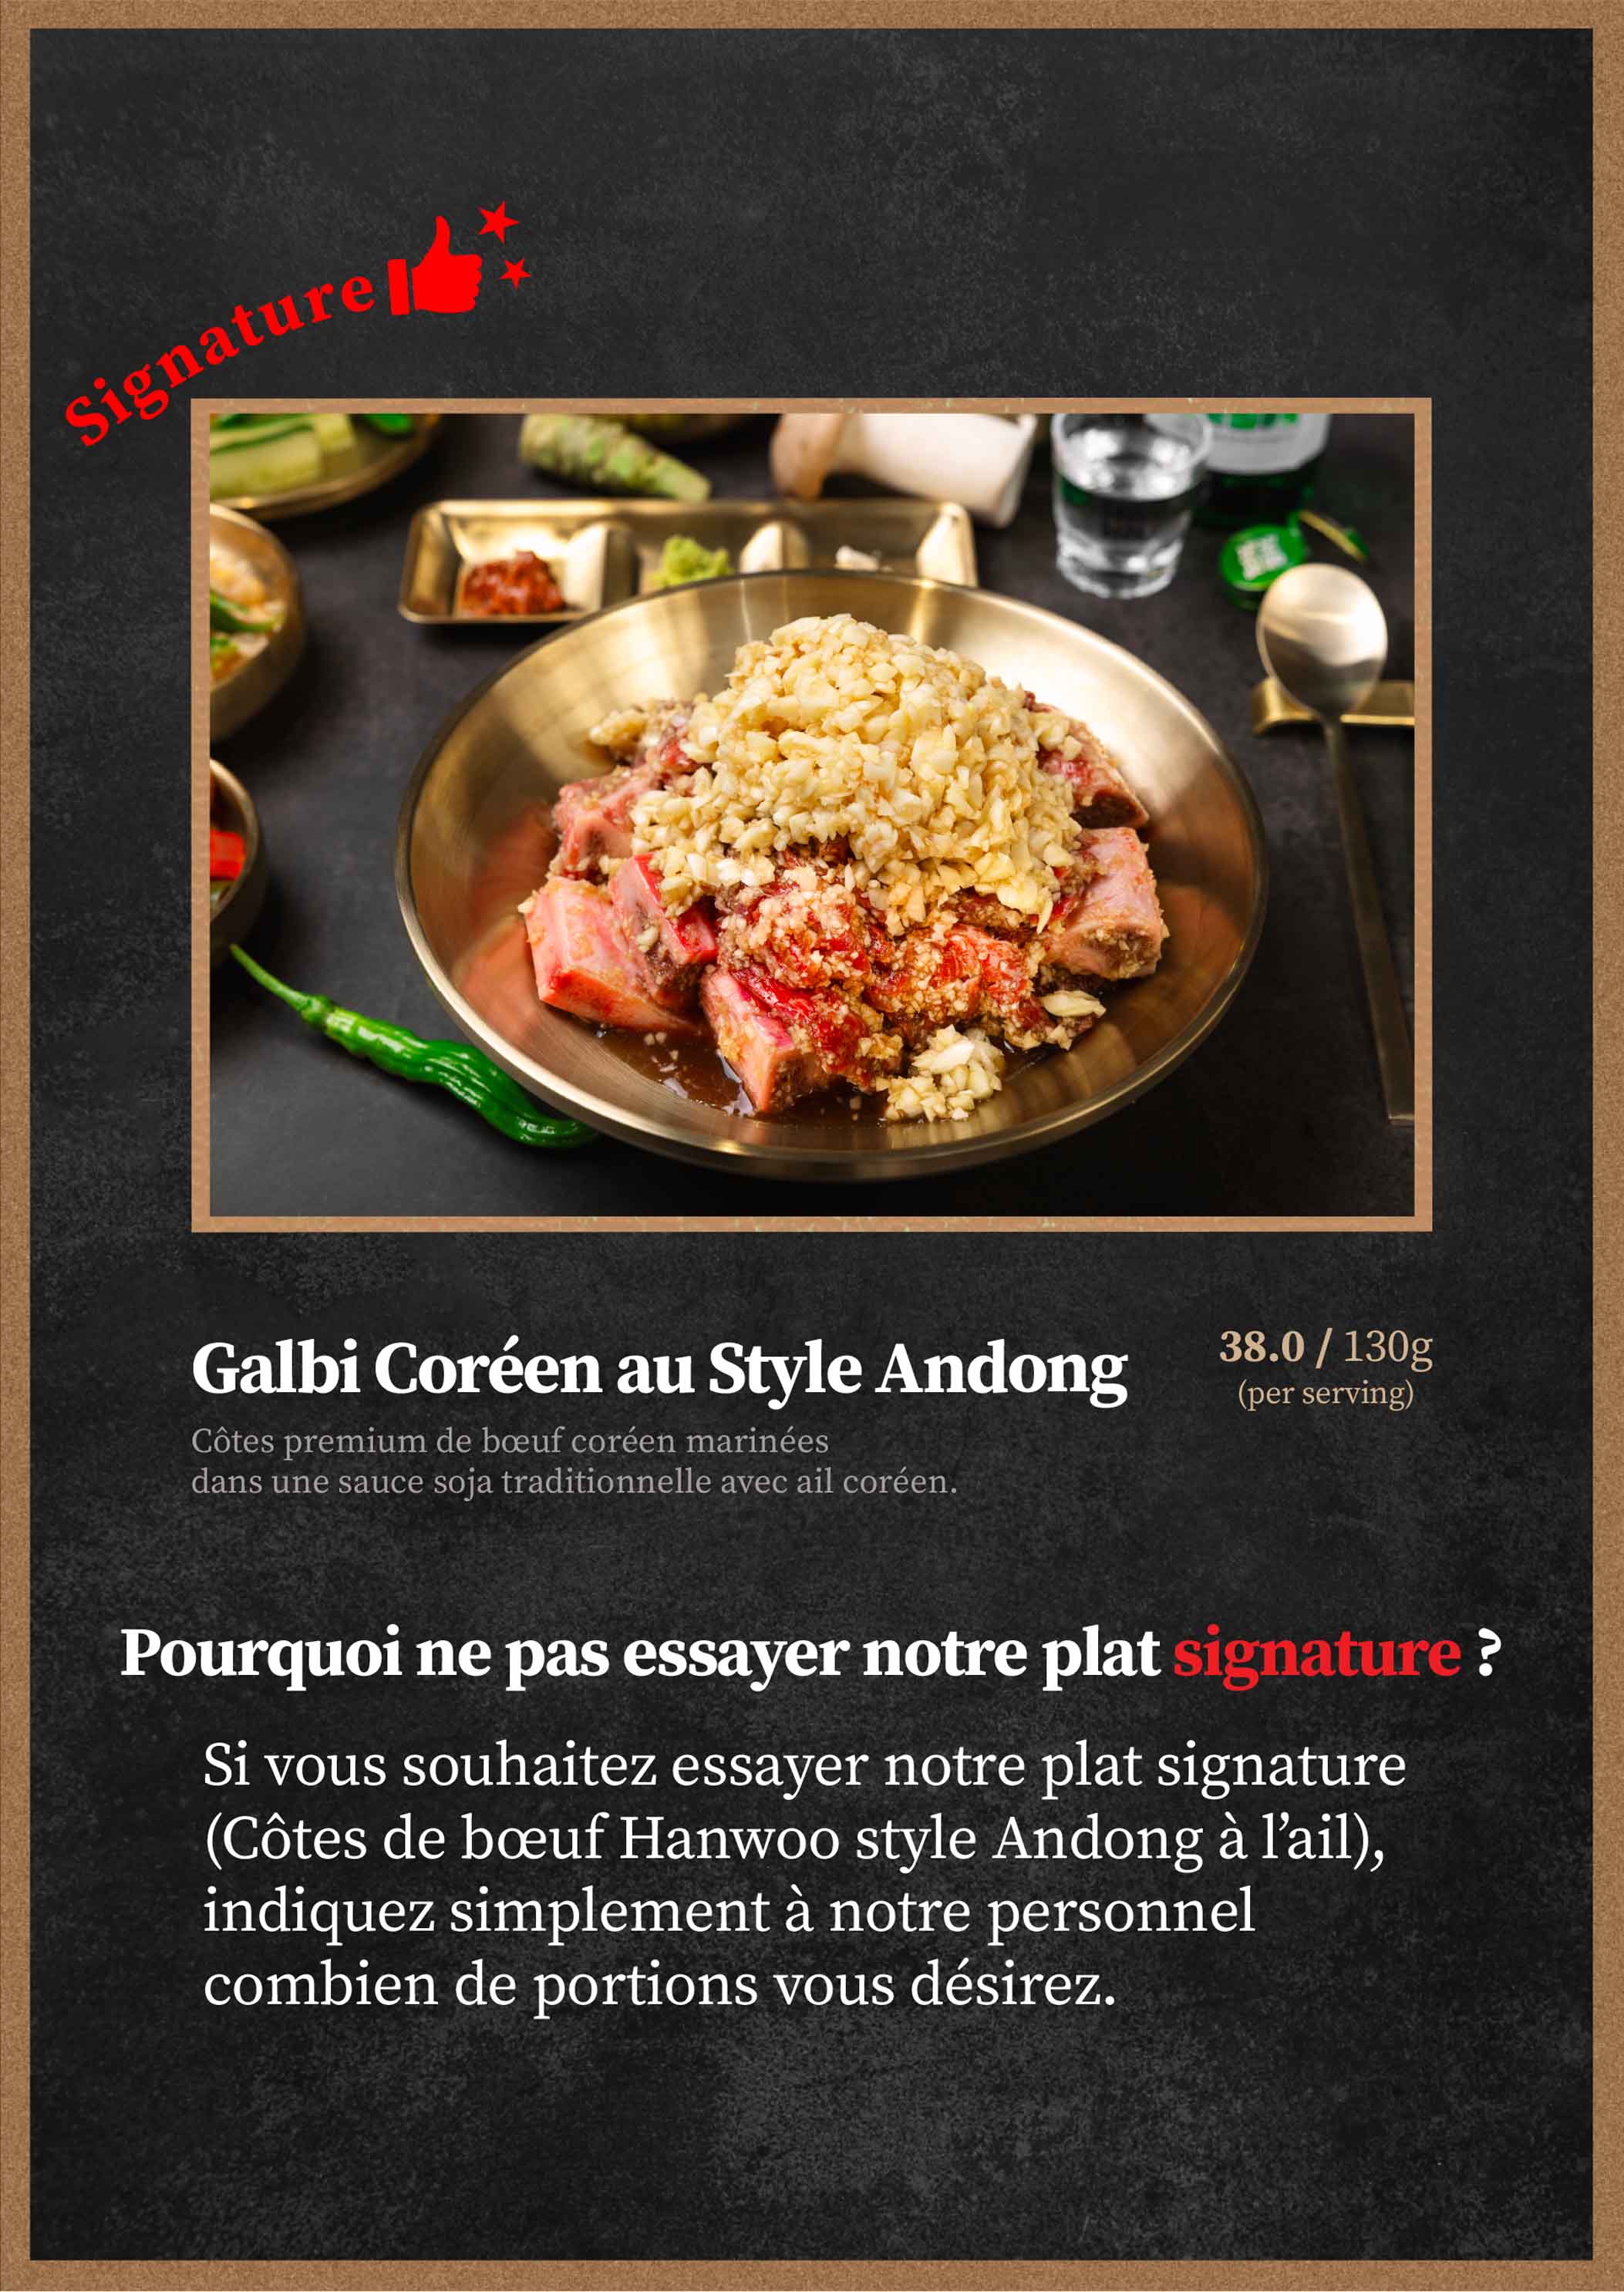 Signature
Galbi Coréen au Style Andong
38.0 / 130g
(per serving)
Côtes premium de bœuf coréen marinées
dans une sauce soja traditionnelle avec ail coréen.
Pourquoi ne pas essayer notre plat signature ?
Si vous souhaitez essayer notre plat signature
(Côtes de bœuf Hanwoo style Andong à l’ail),
indiquez simplement à notre personnel
combien de portions vous désirez.